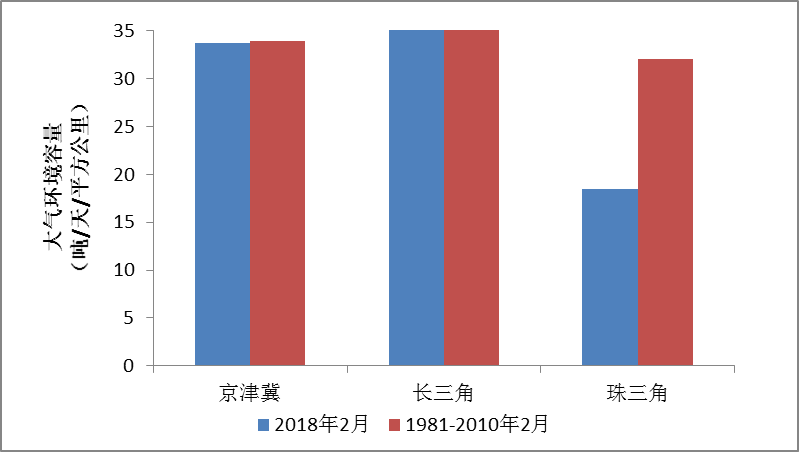 35
30
25
20
15
10
5
0
大气环境容量
（吨/天/平方公里）
京津冀
长三角
珠三角
2018年2月
1981-2010年2月